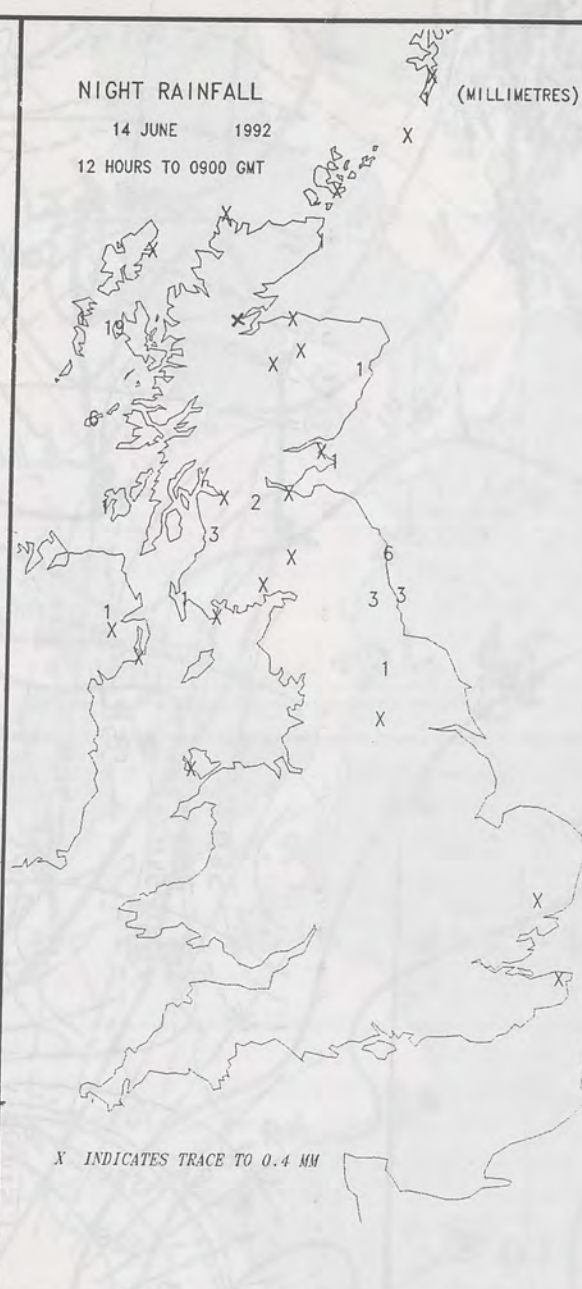 NIGHT RAINFALL
(MILLIMETRES)
14 JUNE 1992
12 HOURS TO 0900 GMT
X
X
X
X
X
19
X X
X X
1
6
X
1
X 2 X
3
6
X
X 3 3
1 1
X X
X
1
X
X
X
X
X INDICATES TRACE TO 0.4 MM